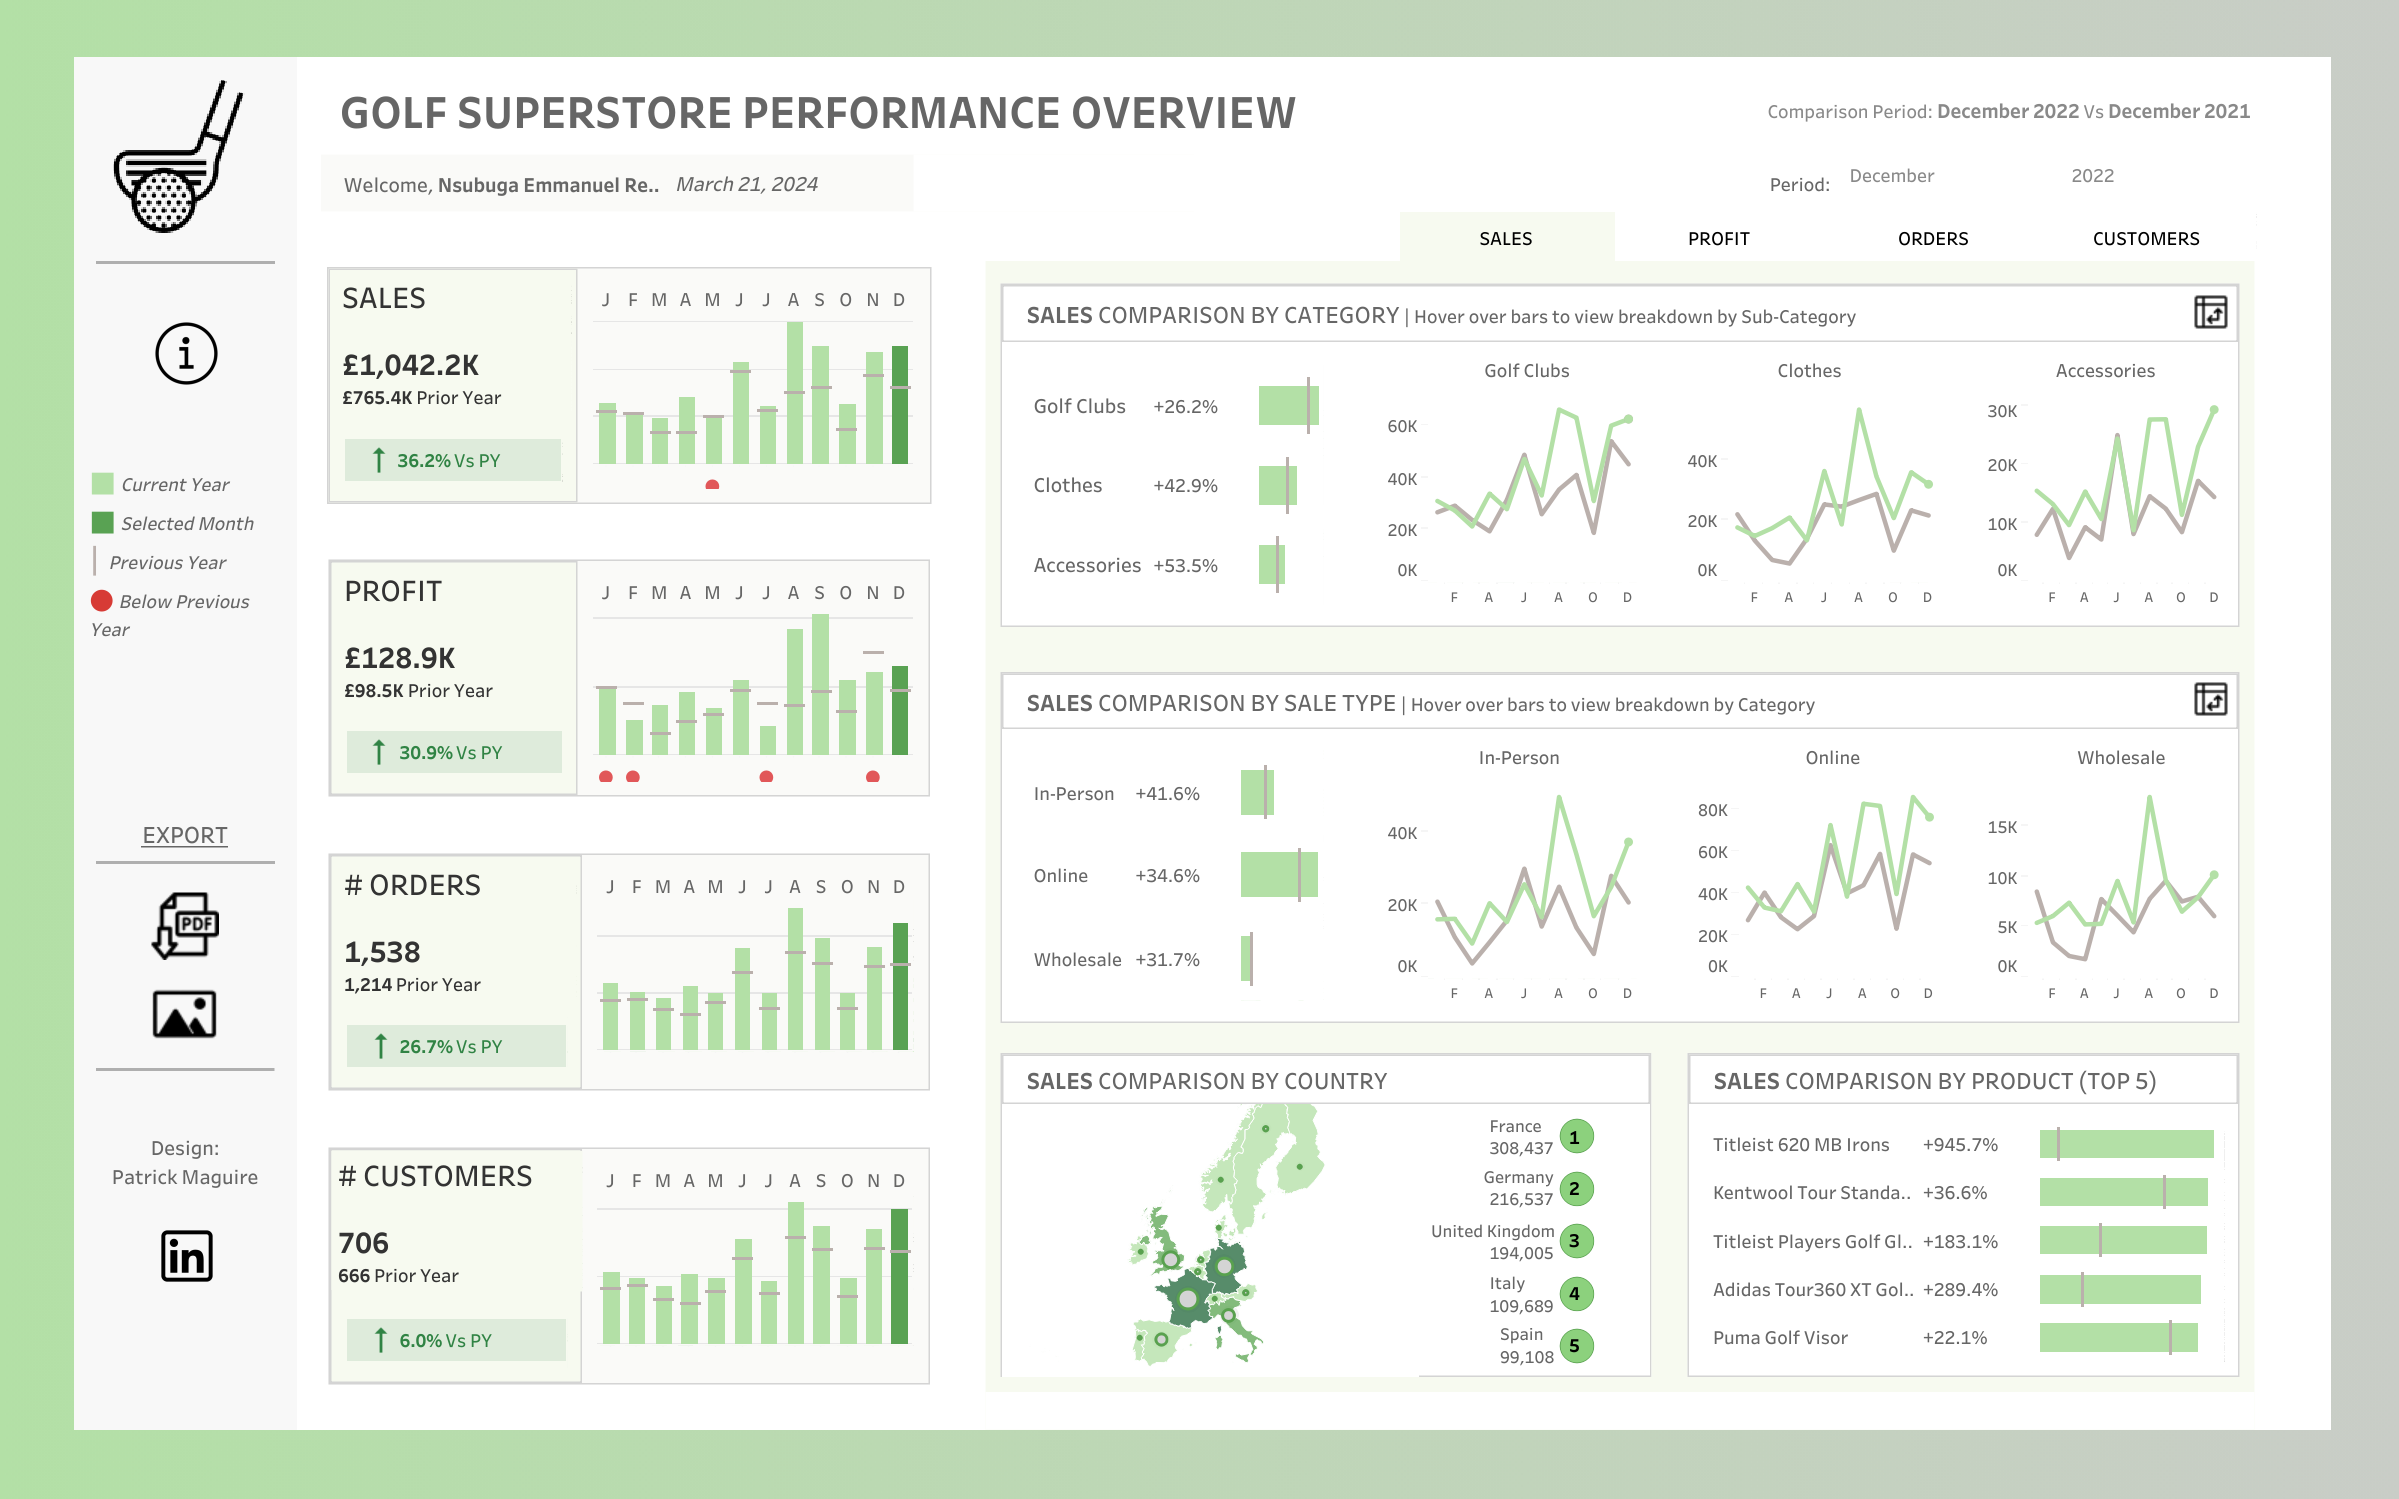 GOLF SUPERSTORE PERFORMANCE OVERVIEW
Comparison Period: December 2022 Vs December 2021
Welcome, Nsubuga Emmanuel Re.. March 21, 2024
Period: December 2022
SALES PROFIT ORDERS CUSTOMERS
Current Year
Selected Month
Previous Year
Below Previous
Year
EXPORT
PDF
Design:
Patrick Maguire
in
SALES
£1,042.2K
£765.4K Prior Year
↑ 36.2% Vs PY
J F M A M J J A S O N D
PROFIT
£128.9K
£98.5K Prior Year
↑ 30.9% Vs PY
J F M A M J J A S O N D
# ORDERS
1,538
1,214 Prior Year
↑ 26.7% Vs PY
J F M A M J J A S O N D
# CUSTOMERS
706
666 Prior Year
↑ 6.0% Vs PY
J F M A M J J A S O N D
SALES COMPARISON BY CATEGORY | Hover over bars to view breakdown by Sub-Category
Golf Clubs +26.2%
Clothes +42.9%
Accessories +53.5%
Golf Clubs
60K
40K
20K
0K
F A J A O D
Clothes
40K
20K
0K
F A J A O D
Accessories
30K
20K
10K
0K
F A J A O D
SALES COMPARISON BY SALE TYPE | Hover over bars to view breakdown by Category
In-Person +41.6%
Online +34.6%
Wholesale +31.7%
In-Person
40K
20K
0K
F A J A O D
Online
80K
60K
40K
20K
0K
F A J A O D
Wholesale
15K
10K
5K
0K
F A J A O D
SALES COMPARISON BY COUNTRY
France
308,437 1
Germany
216,537 2
United Kingdom
194,005 3
Italy
109,689 4
Spain
99,108 5
SALES COMPARISON BY PRODUCT (TOP 5)
Titleist 620 MB Irons +945.7%
Kentwool Tour Standa.. +36.6%
Titleist Players Golf Gl.. +183.1%
Adidas Tour360 XT Gol.. +289.4%
Puma Golf Visor +22.1%